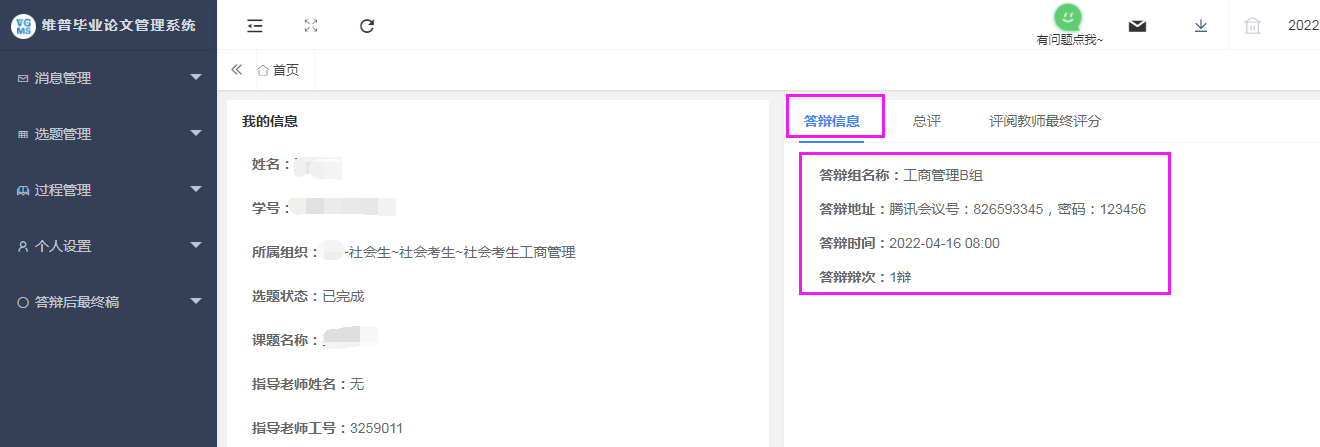 维普毕业论文管理系统
有问题点我~
2022
首页
消息管理
选题管理
过程管理
个人设置
答辩后最终稿
我的信息
姓名：
学号：
所属组织： ~社会生~社会考生~社会考生工商管理
选题状态：已完成
课题名称：
指导老师姓名：无
指导老师工号：3259011
答辩信息 总评 评阅教师最终评分
答辩组名称：工商管理B组
答辩地址：腾讯会议号：826593345，密码：123456
答辩时间：2022-04-16 08:00
答辩辩次：1辩